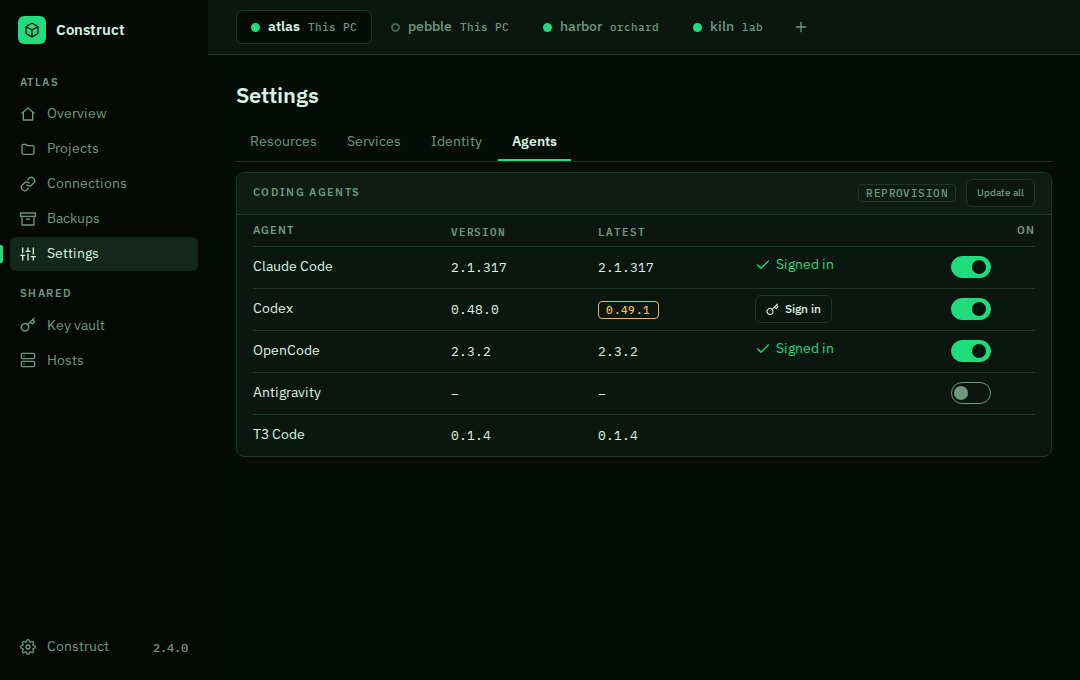 Construct
atlas This PC
pebble This PC
harbor orchard
kiln lab
ATLAS
Overview
Projects
Connections
Backups
Settings
SHARED
Key vault
Hosts
Construct 2.4.0
Settings
Resources Services Identity Agents
CODING AGENTS REPROVISION Update all
AGENT VERSION LATEST ON
Claude Code 2.1.317 2.1.317 Signed in
Codex 0.48.0 0.49.1 Sign in
OpenCode 2.3.2 2.3.2 Signed in
Antigravity – –
T3 Code 0.1.4 0.1.4